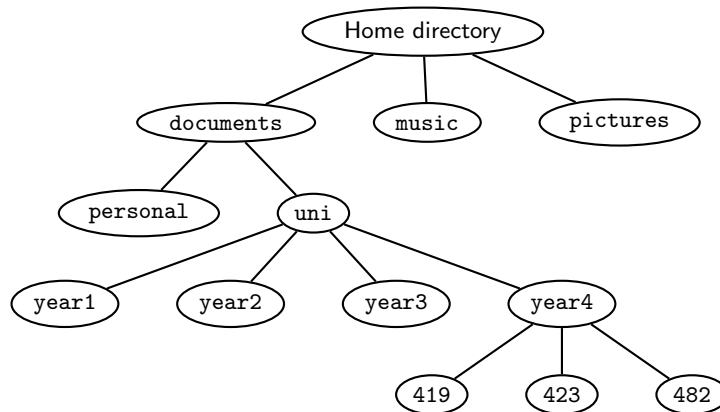 Home directory
documents music pictures
personal uni
year1 year2 year3 year4
419 423 482